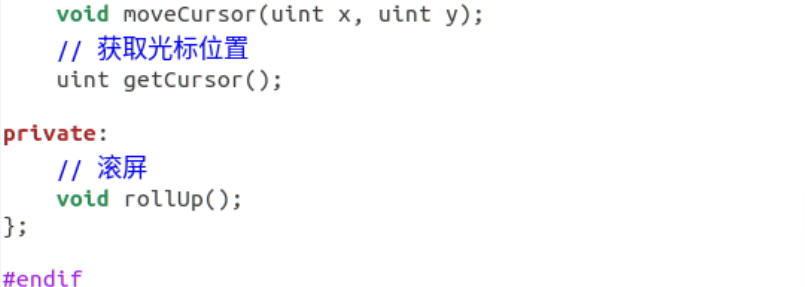 void moveCursor(uint x, uint y);
    // 获取光标位置
    uint getCursor();

private:
    // 滚屏
    void rollUp();
};

#endif